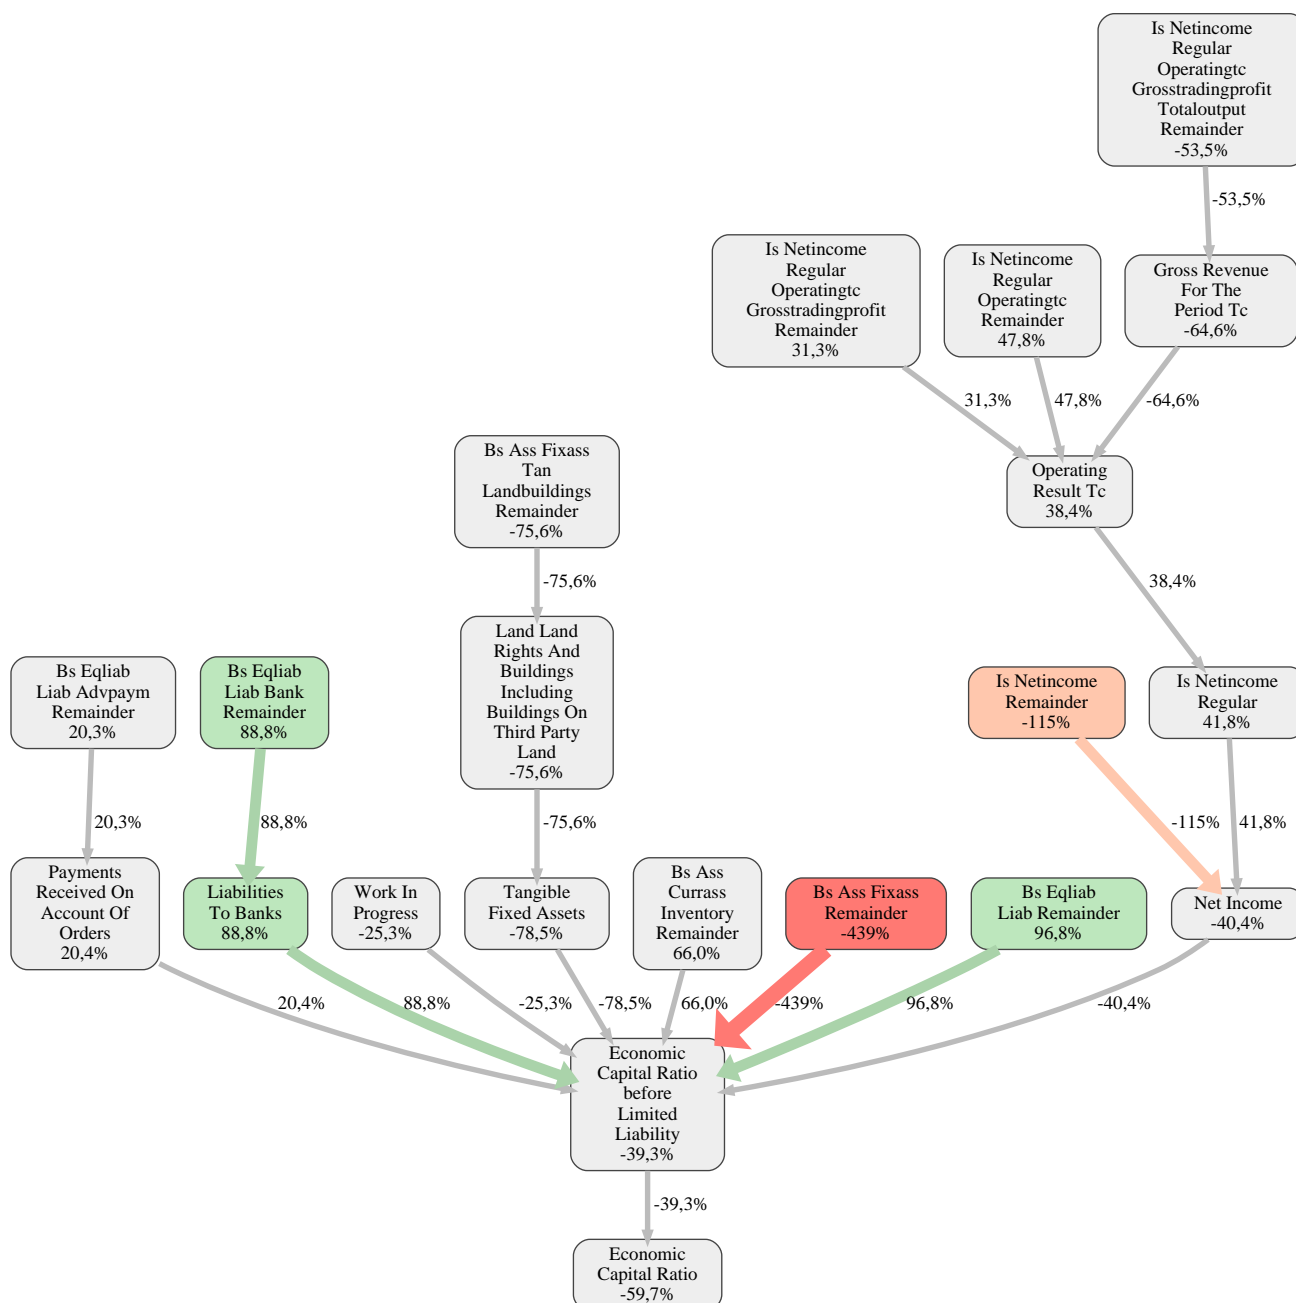 Is Netincome
Regular
Operatingtc
Grosstradingprofit
Totaloutput
Remainder
-53,5%
-53,5%
Is Netincome
Regular
Operatingtc
Grosstradingprofit
Remainder
31,3%
Is Netincome
Regular
Operatingtc
Remainder
47,8%
Gross Revenue
For The
Period Tc
-64,6%
31,3%
47,8%
-64,6%
Bs Ass Fixass
Tan
Landbuildings
Remainder
-75,6%
Operating
Result Tc
38,4%
-75,6%
38,4%
Bs Eqliab
Liab Advpaym
Remainder
20,3%
Bs Eqliab
Liab Bank
Remainder
88,8%
Land Land
Rights And
Buildings
Including
Buildings On
Third Party
Land
-75,6%
Is Netincome
Remainder
-115%
Is Netincome
Regular
41,8%
20,3%
88,8%
-75,6%
-115%
41,8%
Payments
Received On
Account Of
Orders
20,4%
Liabilities
To Banks
88,8%
Work In
Progress
-25,3%
Tangible
Fixed Assets
-78,5%
Bs Ass
Currass
Inventory
Remainder
66,0%
Bs Ass Fixass
Remainder
-439%
Bs Eqliab
Liab Remainder
96,8%
Net Income
-40,4%
20,4%
88,8%
-25,3%
-78,5%
66,0%
-439%
96,8%
-40,4%
Economic
Capital Ratio
before
Limited
Liability
-39,3%
-39,3%
Economic
Capital Ratio
-59,7%